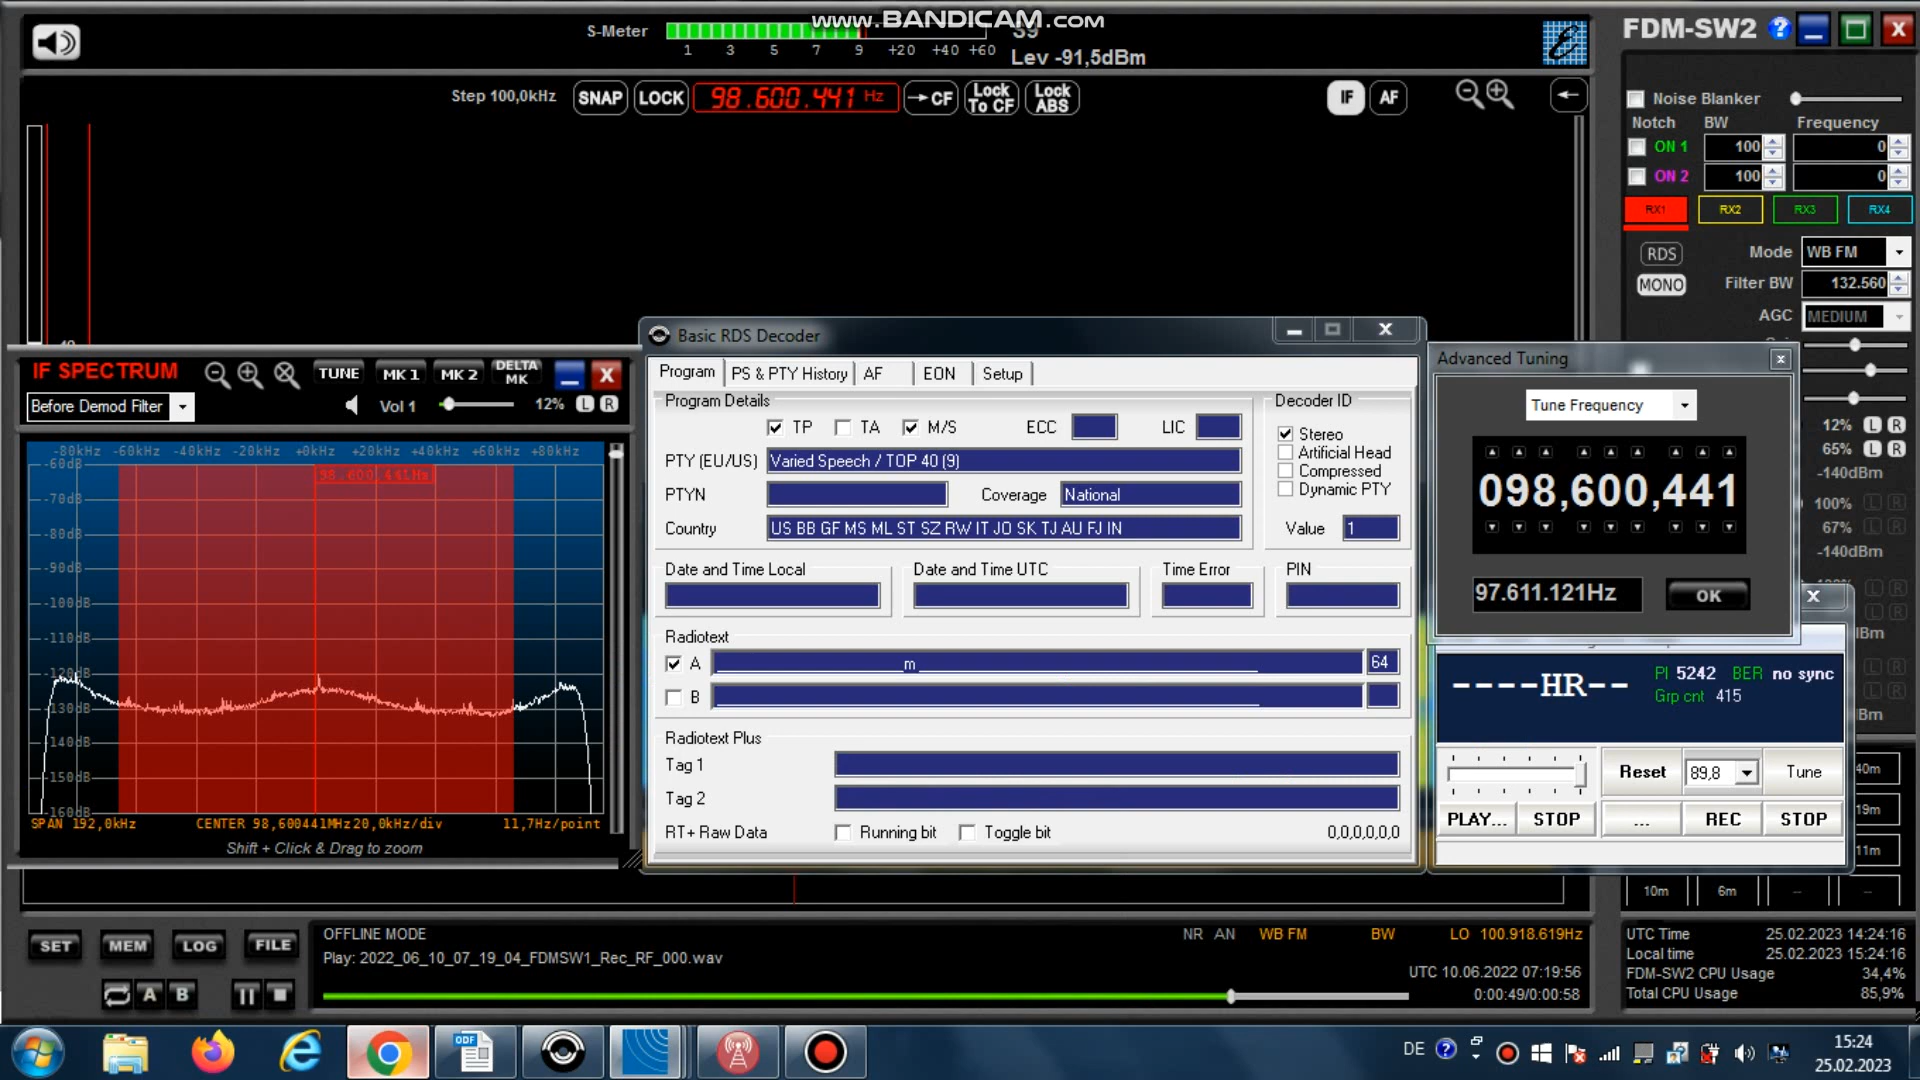 www.BANDICAM.com
S-Meter
1 3 5 7 9 +20 +40 +60
S9
Lev -91,5dBm
FDM-SW2
Step 100,0kHz
SNAP
LOCK
98.600.441 Hz
→CF
Lock To CF
Lock ABS
IF
AF
Noise Blanker
Notch BW Frequency
ON 1 100 0
ON 2 100 0
RX1 RX2 RX3 RX4
RDS
Mode WB FM
MONO
Filter BW 132.560
AGC MEDIUM
12% L R
65% L R
-140dBm
100% L R
67% L R
-140dBm
IF SPECTRUM
TUNE
MK 1
MK 2
DELTA MK
Before Demod Filter
Vol 1
12% L R
-80kHz -60kHz -40kHz -20kHz +0kHz +20kHz +40kHz +60kHz +80kHz
98.600.441Hz
-60dB
-70dB
-80dB
-90dB
-100dB
-110dB
-120dB
-130dB
-140dB
-150dB
-160dB
SPAN 192,0kHz CENTER 98,600441MHz 20,0kHz/div 11,7Hz/point
Shift + Click & Drag to zoom
Basic RDS Decoder
Program PS & PTY History AF EON Setup
Program Details
TP TA M/S ECC LIC
PTY (EU/US) Varied Speech / TOP 40 (9)
PTYN Coverage National
Country US BB GF MS ML ST SZ RW IT JO SK TJ AU FJ IN
Decoder ID
Stereo
Artificial Head
Compressed
Dynamic PTY
Value 1
Date and Time Local
Date and Time UTC
Time Error
PIN
Radiotext
A m 64
B
Radiotext Plus
Tag 1
Tag 2
RT+ Raw Data Running bit Toggle bit 0,0,0,0,0,0
Advanced Tuning
Tune Frequency
098,600,441
97.611.121Hz
OK
----HR--
PI 5242 BER no sync
Grp cnt 415
Reset 89,8 Tune
PLAY... STOP ... REC STOP
40m
19m
11m
10m 6m -- --
SET MEM LOG FILE
A B
OFFLINE MODE
Play: 2022_06_10_07_19_04_FDMSW1_Rec_RF_000.wav
NR AN WB FM BW LO 100.918.619Hz
UTC 10.06.2022 07:19:56
0:00:49/0:00:58
UTC Time 25.02.2023 14:24:16
Local time 25.02.2023 15:24:16
FDM-SW2 CPU Usage 34,4%
Total CPU Usage 85,9%
ODF
DE
15:24
25.02.2023